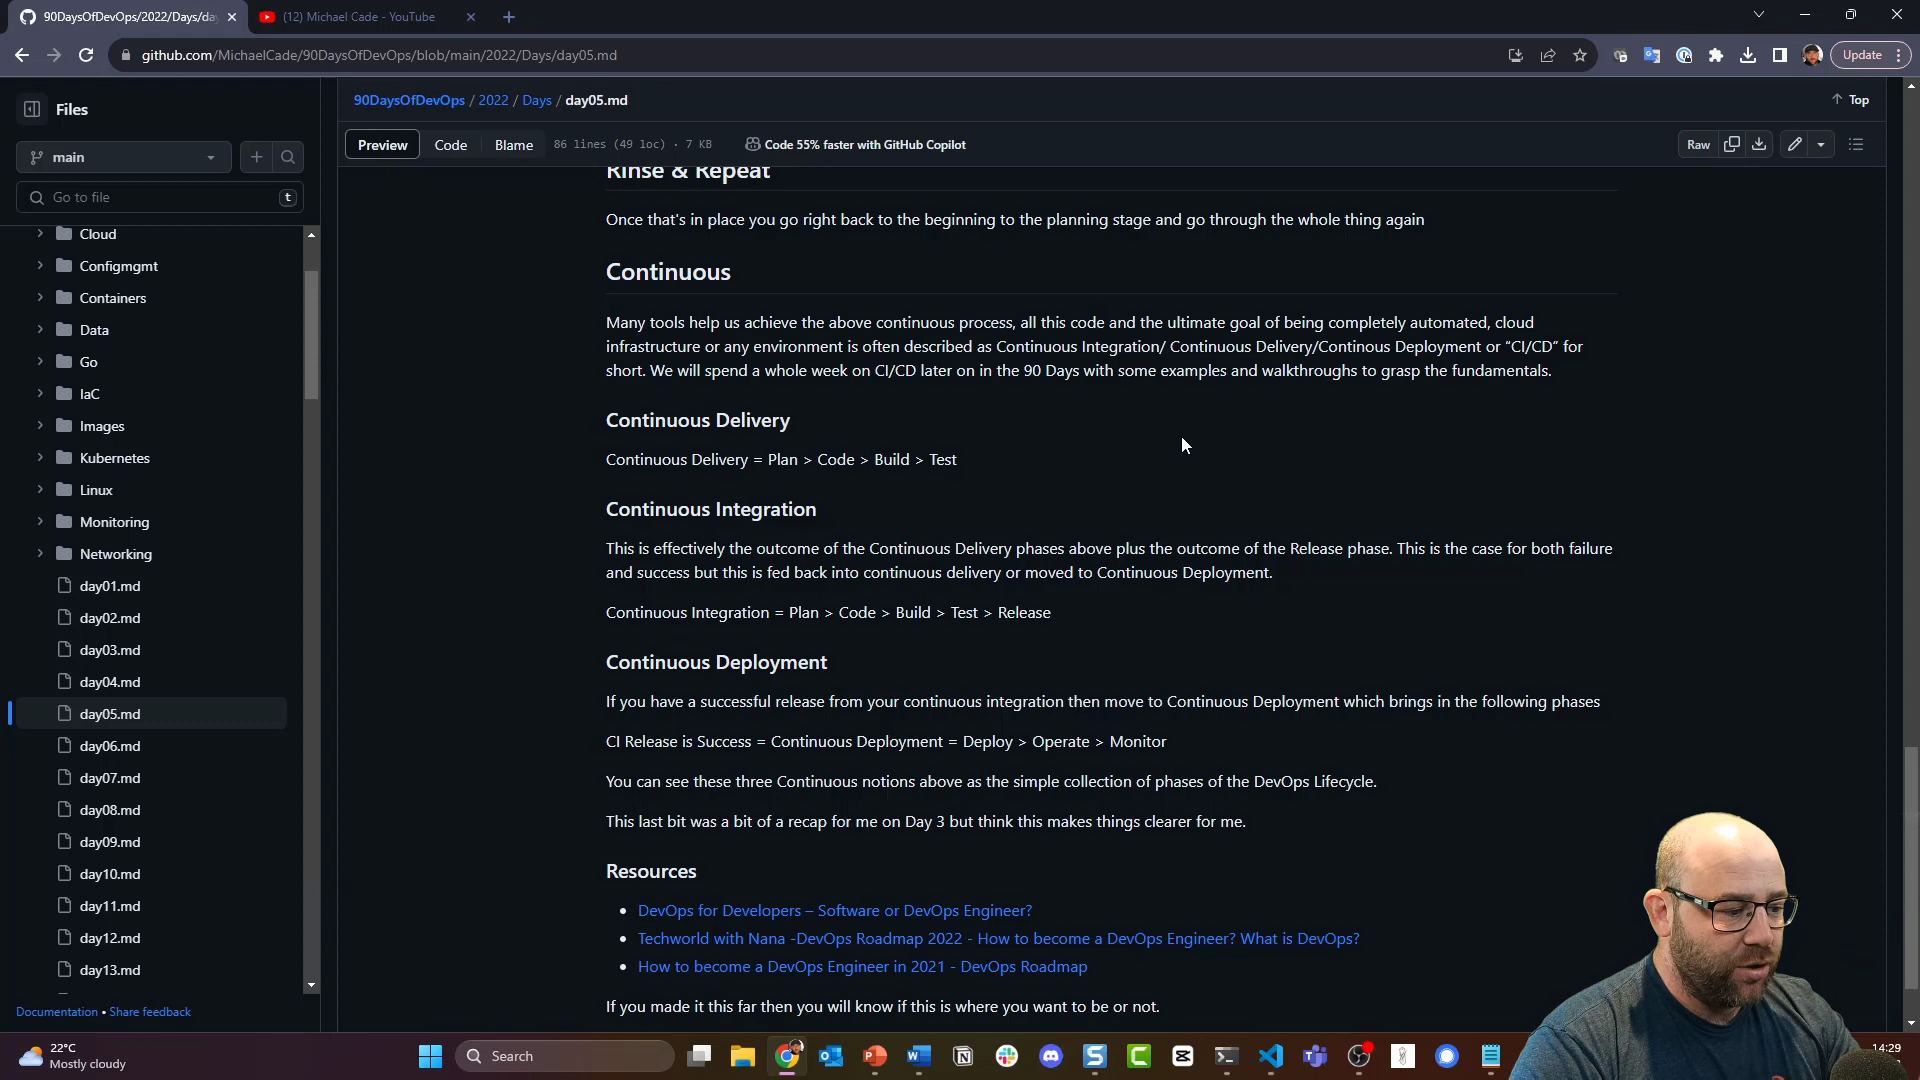 90DaysOfDevOps/2022/Days/da
(12) Michael Cade - YouTube
github.com/MichaelCade/90DaysOfDevOps/blob/main/2022/Days/day05.md
Update
Files
main
Go to file
t
Cloud
Configmgmt
Containers
Data
Go
IaC
Images
Kubernetes
Linux
Monitoring
Networking
day01.md
day02.md
day03.md
day04.md
day05.md
day06.md
day07.md
day08.md
day09.md
day10.md
day11.md
day12.md
day13.md
Documentation • Share feedback
90DaysOfDevOps / 2022 / Days / day05.md
Top
Preview
Code
Blame
86 lines (49 loc) · 7 KB
Code 55% faster with GitHub Copilot
Raw
Rinse & Repeat
Once that's in place you go right back to the beginning to the planning stage and go through the whole thing again
Continuous
Many tools help us achieve the above continuous process, all this code and the ultimate goal of being completely automated, cloud
infrastructure or any environment is often described as Continuous Integration/ Continuous Delivery/Continous Deployment or “CI/CD” for
short. We will spend a whole week on CI/CD later on in the 90 Days with some examples and walkthroughs to grasp the fundamentals.
Continuous Delivery
Continuous Delivery = Plan > Code > Build > Test
Continuous Integration
This is effectively the outcome of the Continuous Delivery phases above plus the outcome of the Release phase. This is the case for both failure
and success but this is fed back into continuous delivery or moved to Continuous Deployment.
Continuous Integration = Plan > Code > Build > Test > Release
Continuous Deployment
If you have a successful release from your continuous integration then move to Continuous Deployment which brings in the following phases
CI Release is Success = Continuous Deployment = Deploy > Operate > Monitor
You can see these three Continuous notions above as the simple collection of phases of the DevOps Lifecycle.
This last bit was a bit of a recap for me on Day 3 but think this makes things clearer for me.
Resources
• DevOps for Developers – Software or DevOps Engineer?
• Techworld with Nana -DevOps Roadmap 2022 - How to become a DevOps Engineer? What is DevOps?
• How to become a DevOps Engineer in 2021 - DevOps Roadmap
If you made it this far then you will know if this is where you want to be or not.
22°C
Mostly cloudy
Search
14:29